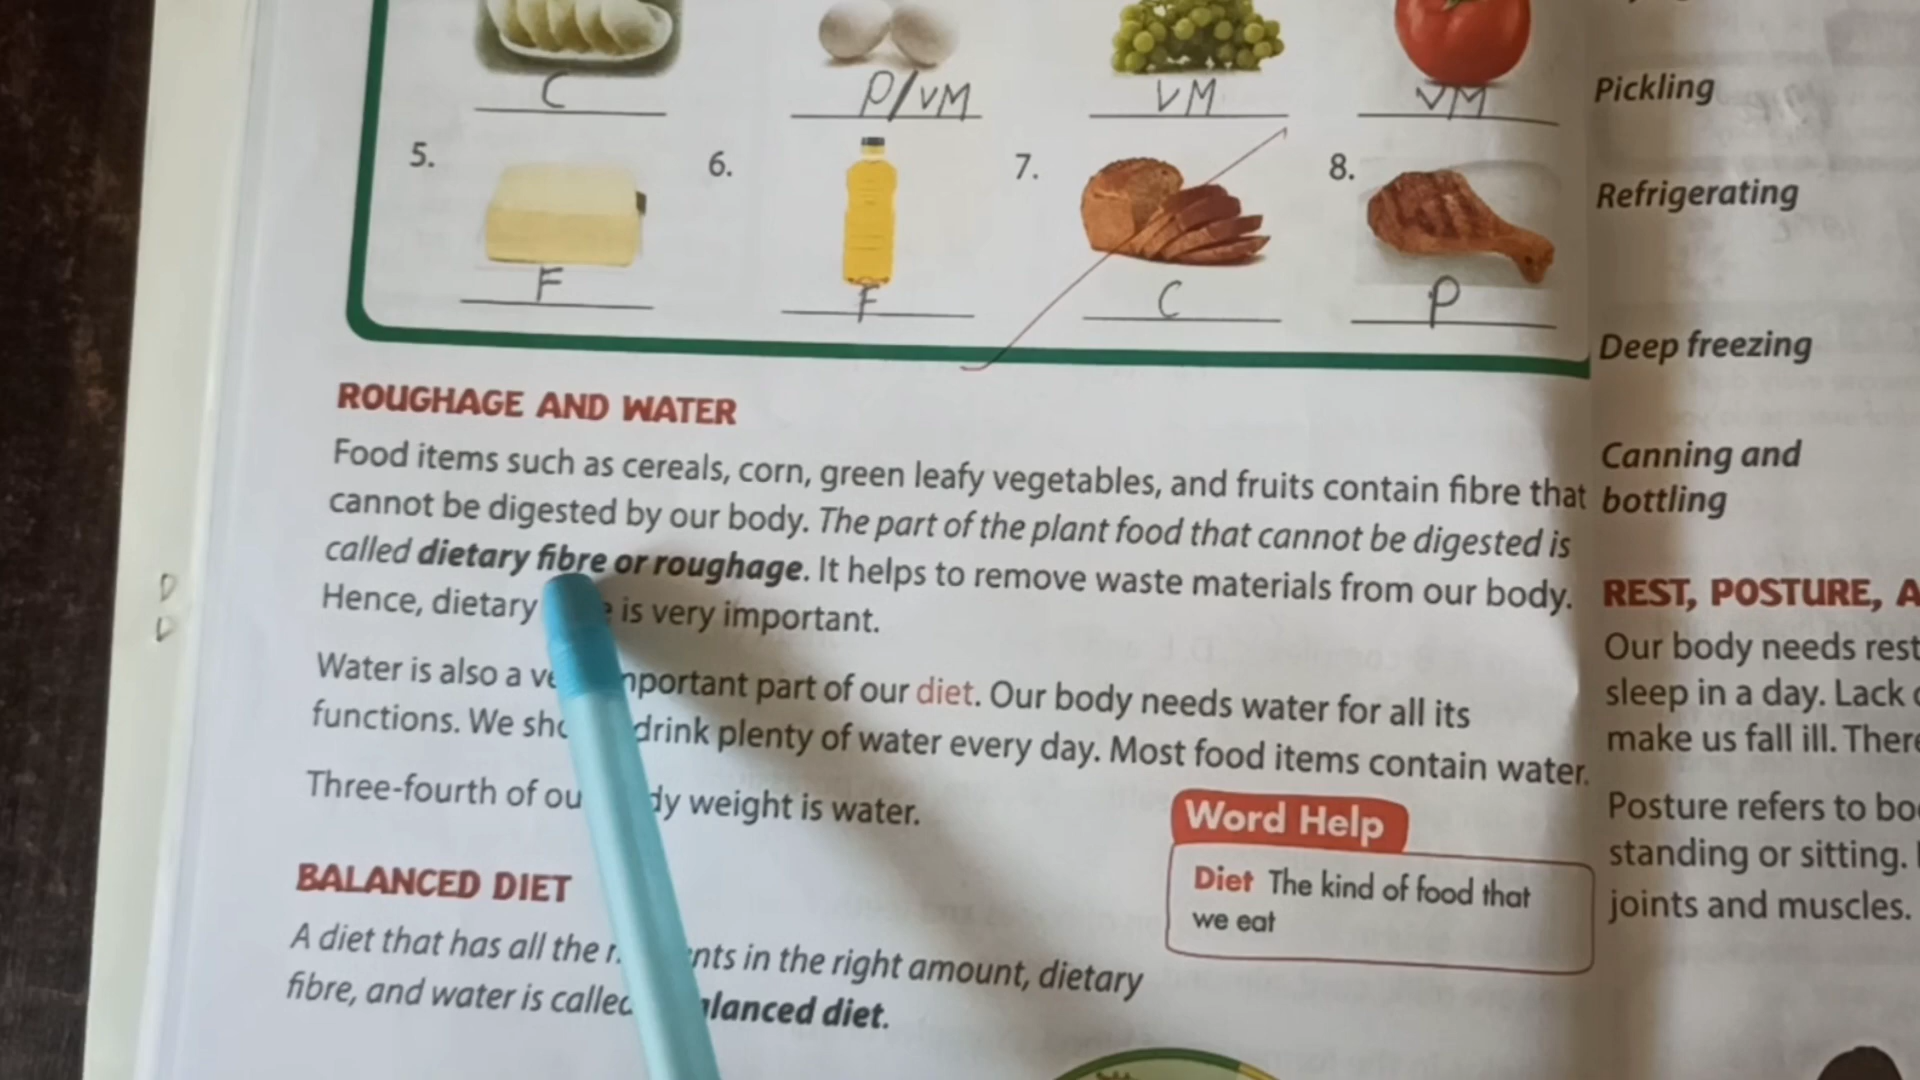 C
P/VM
VM
VM
5.
6.
7.
8.
F
F
C
P
ROUGHAGE AND WATER
Food items such as cereals, corn, green leafy vegetables, and fruits contain fibre that
cannot be digested by our body. The part of the plant food that cannot be digested is
called dietary fibre or roughage. It helps to remove waste materials from our body.
Hence, dietary is very important.
Water is also a part of our diet. Our body needs water for all its
functions. We drink plenty of water every day. Most food items contain water.
Three-fourth of weight is water.
BALANCED DIET
A diet that has all the in the right amount, dietary
fibre, and water is called diet.
Word Help
Diet The kind of food that
we eat
Pickling
Refrigerating
Deep freezing
Canning and
bottling
REST, POSTURE, A
Our body needs rest
sleep in a day. Lack
make us fall ill. There
Posture refers to
standing or sitting.
joints and muscles.